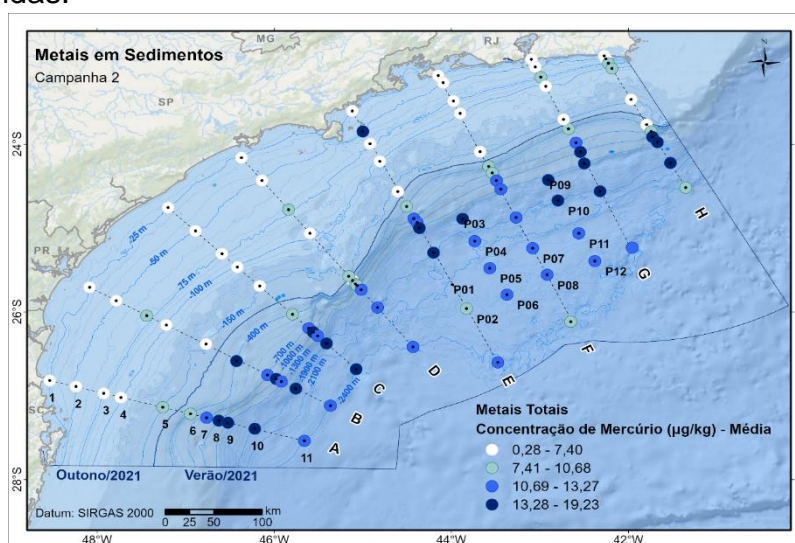 idas.
2021
Metais em Sedimentos
Campanha 2
MG
RJ
SP
PR
SC
48°W
46°W
44°W
42°W
24°S
26°S
28°S
-25 m
-50 m
-75 m
-100 m
-150 m
-400 m
-700 m
-1000 m
-1300 m
-1900 m
-2100 m
-2400 m
P09
P10
P03
P04
P11
P07
P05
P12
P01
P08
P06
P02
H
G
F
E
D
C
B
A
1
2
3
4
5
6
7
8
9
10
11
Outono/2021
Verão/2021
Datum: SIRGAS 2000
0 25 50 100
km
Metais Totais
Concentração de Mercúrio (µg/kg) - Média
0,28 - 7,40
7,41 - 10,68
10,69 - 13,27
13,28 - 19,23